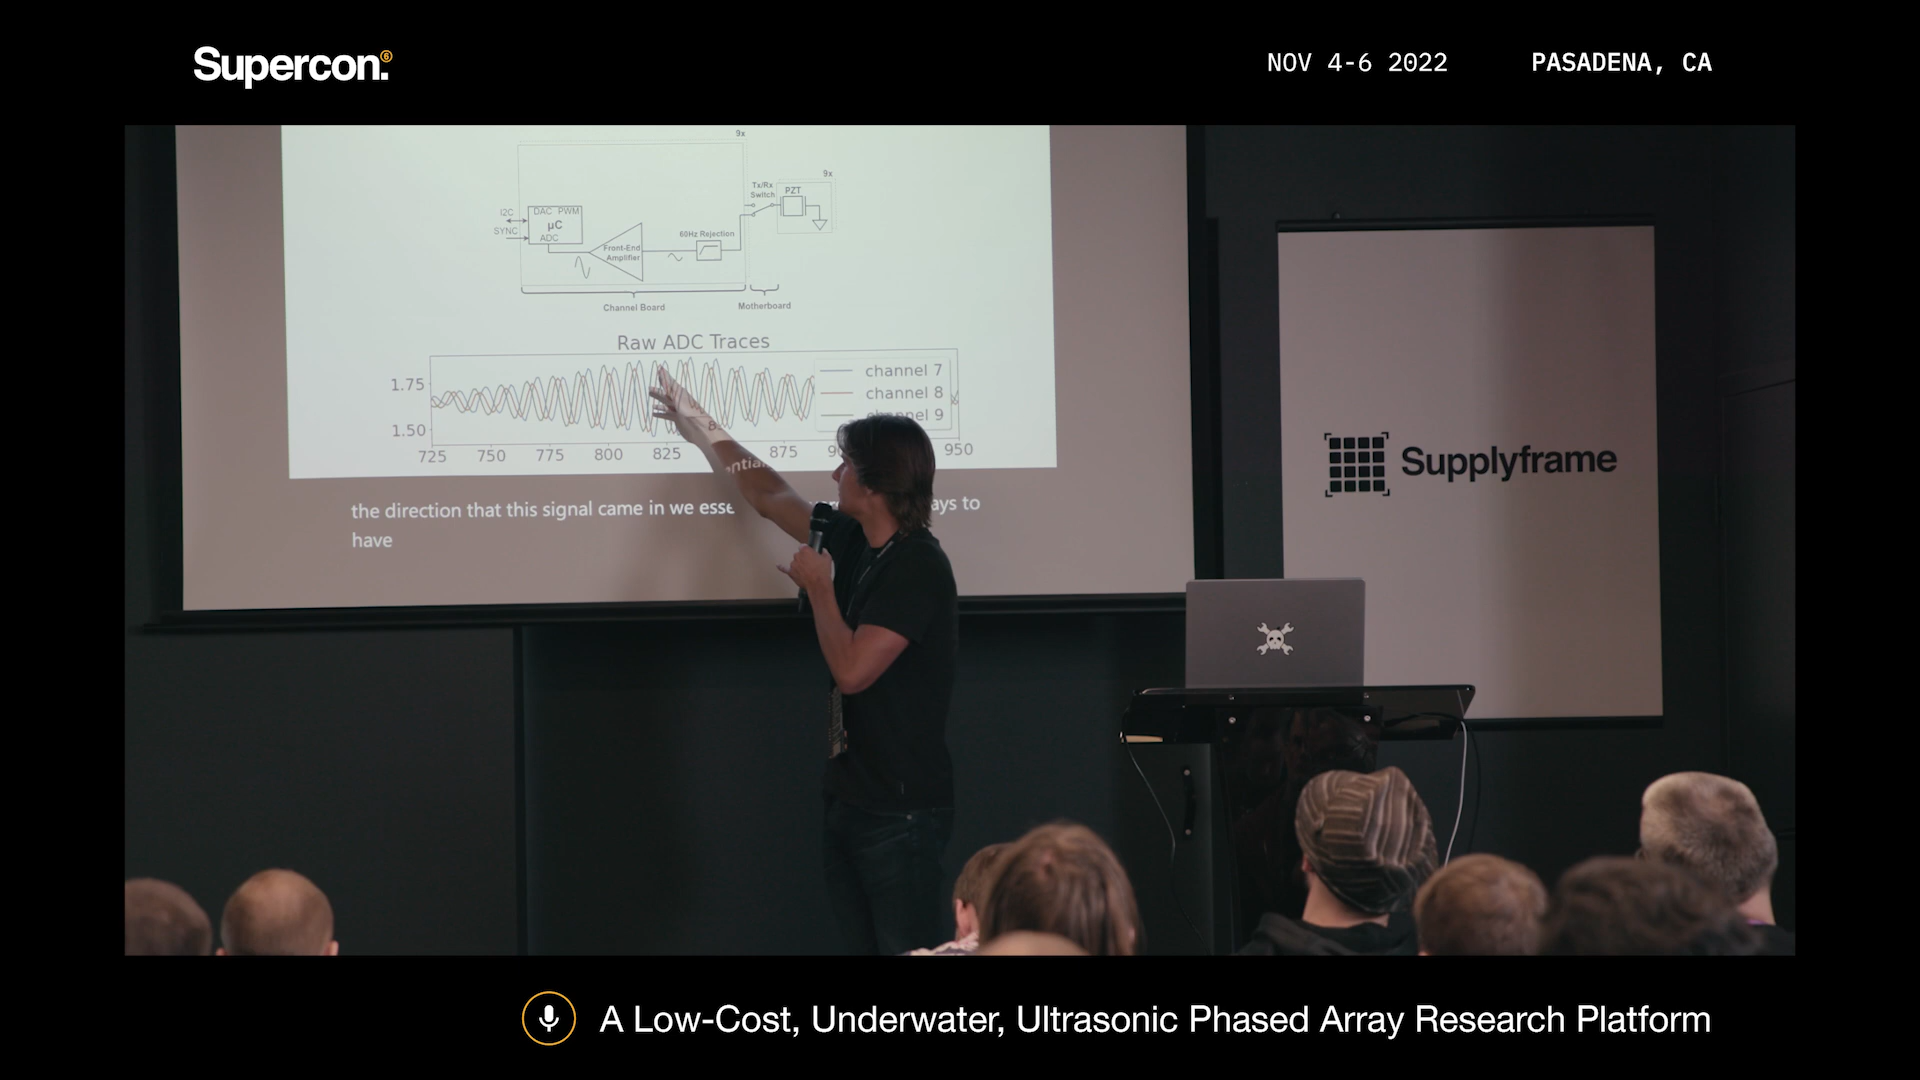 Supercon.6
NOV 4-6 2022
PASADENA, CA
9x
9x
Tx/Rx
Switch
PZT
I2C
SYNC
DAC PWM
µC
ADC
60Hz Rejection
Front-End
Amplifier
Channel Board
Motherboard
Raw ADC Traces
1.75
1.50
channel 7
channel 8
channel 9
725 750 775 800 825 875 950
the direction that this signal came in we
have
Supplyframe
A Low-Cost, Underwater, Ultrasonic Phased Array Research Platform